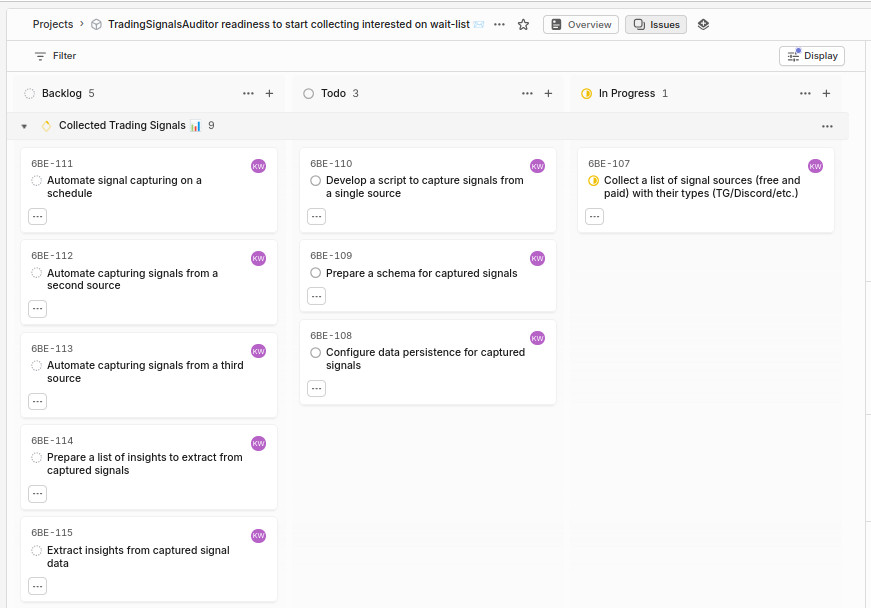 Projects › TradingSignalsAuditor readiness to start collecting interested on wait-list
Overview
Issues
Filter
Display
Backlog 5
Todo 3
In Progress 1
Collected Trading Signals 9
6BE-111
KW
Automate signal capturing on a
schedule
6BE-112
KW
Automate capturing signals from a
second source
6BE-113
KW
Automate capturing signals from a third
source
6BE-114
KW
Prepare a list of insights to extract from
captured signals
6BE-115
KW
Extract insights from captured signal
data
6BE-110
KW
Develop a script to capture signals from
a single source
6BE-109
KW
Prepare a schema for captured signals
6BE-108
KW
Configure data persistence for captured
signals
6BE-107
KW
Collect a list of signal sources (free and
paid) with their types (TG/Discord/etc.)